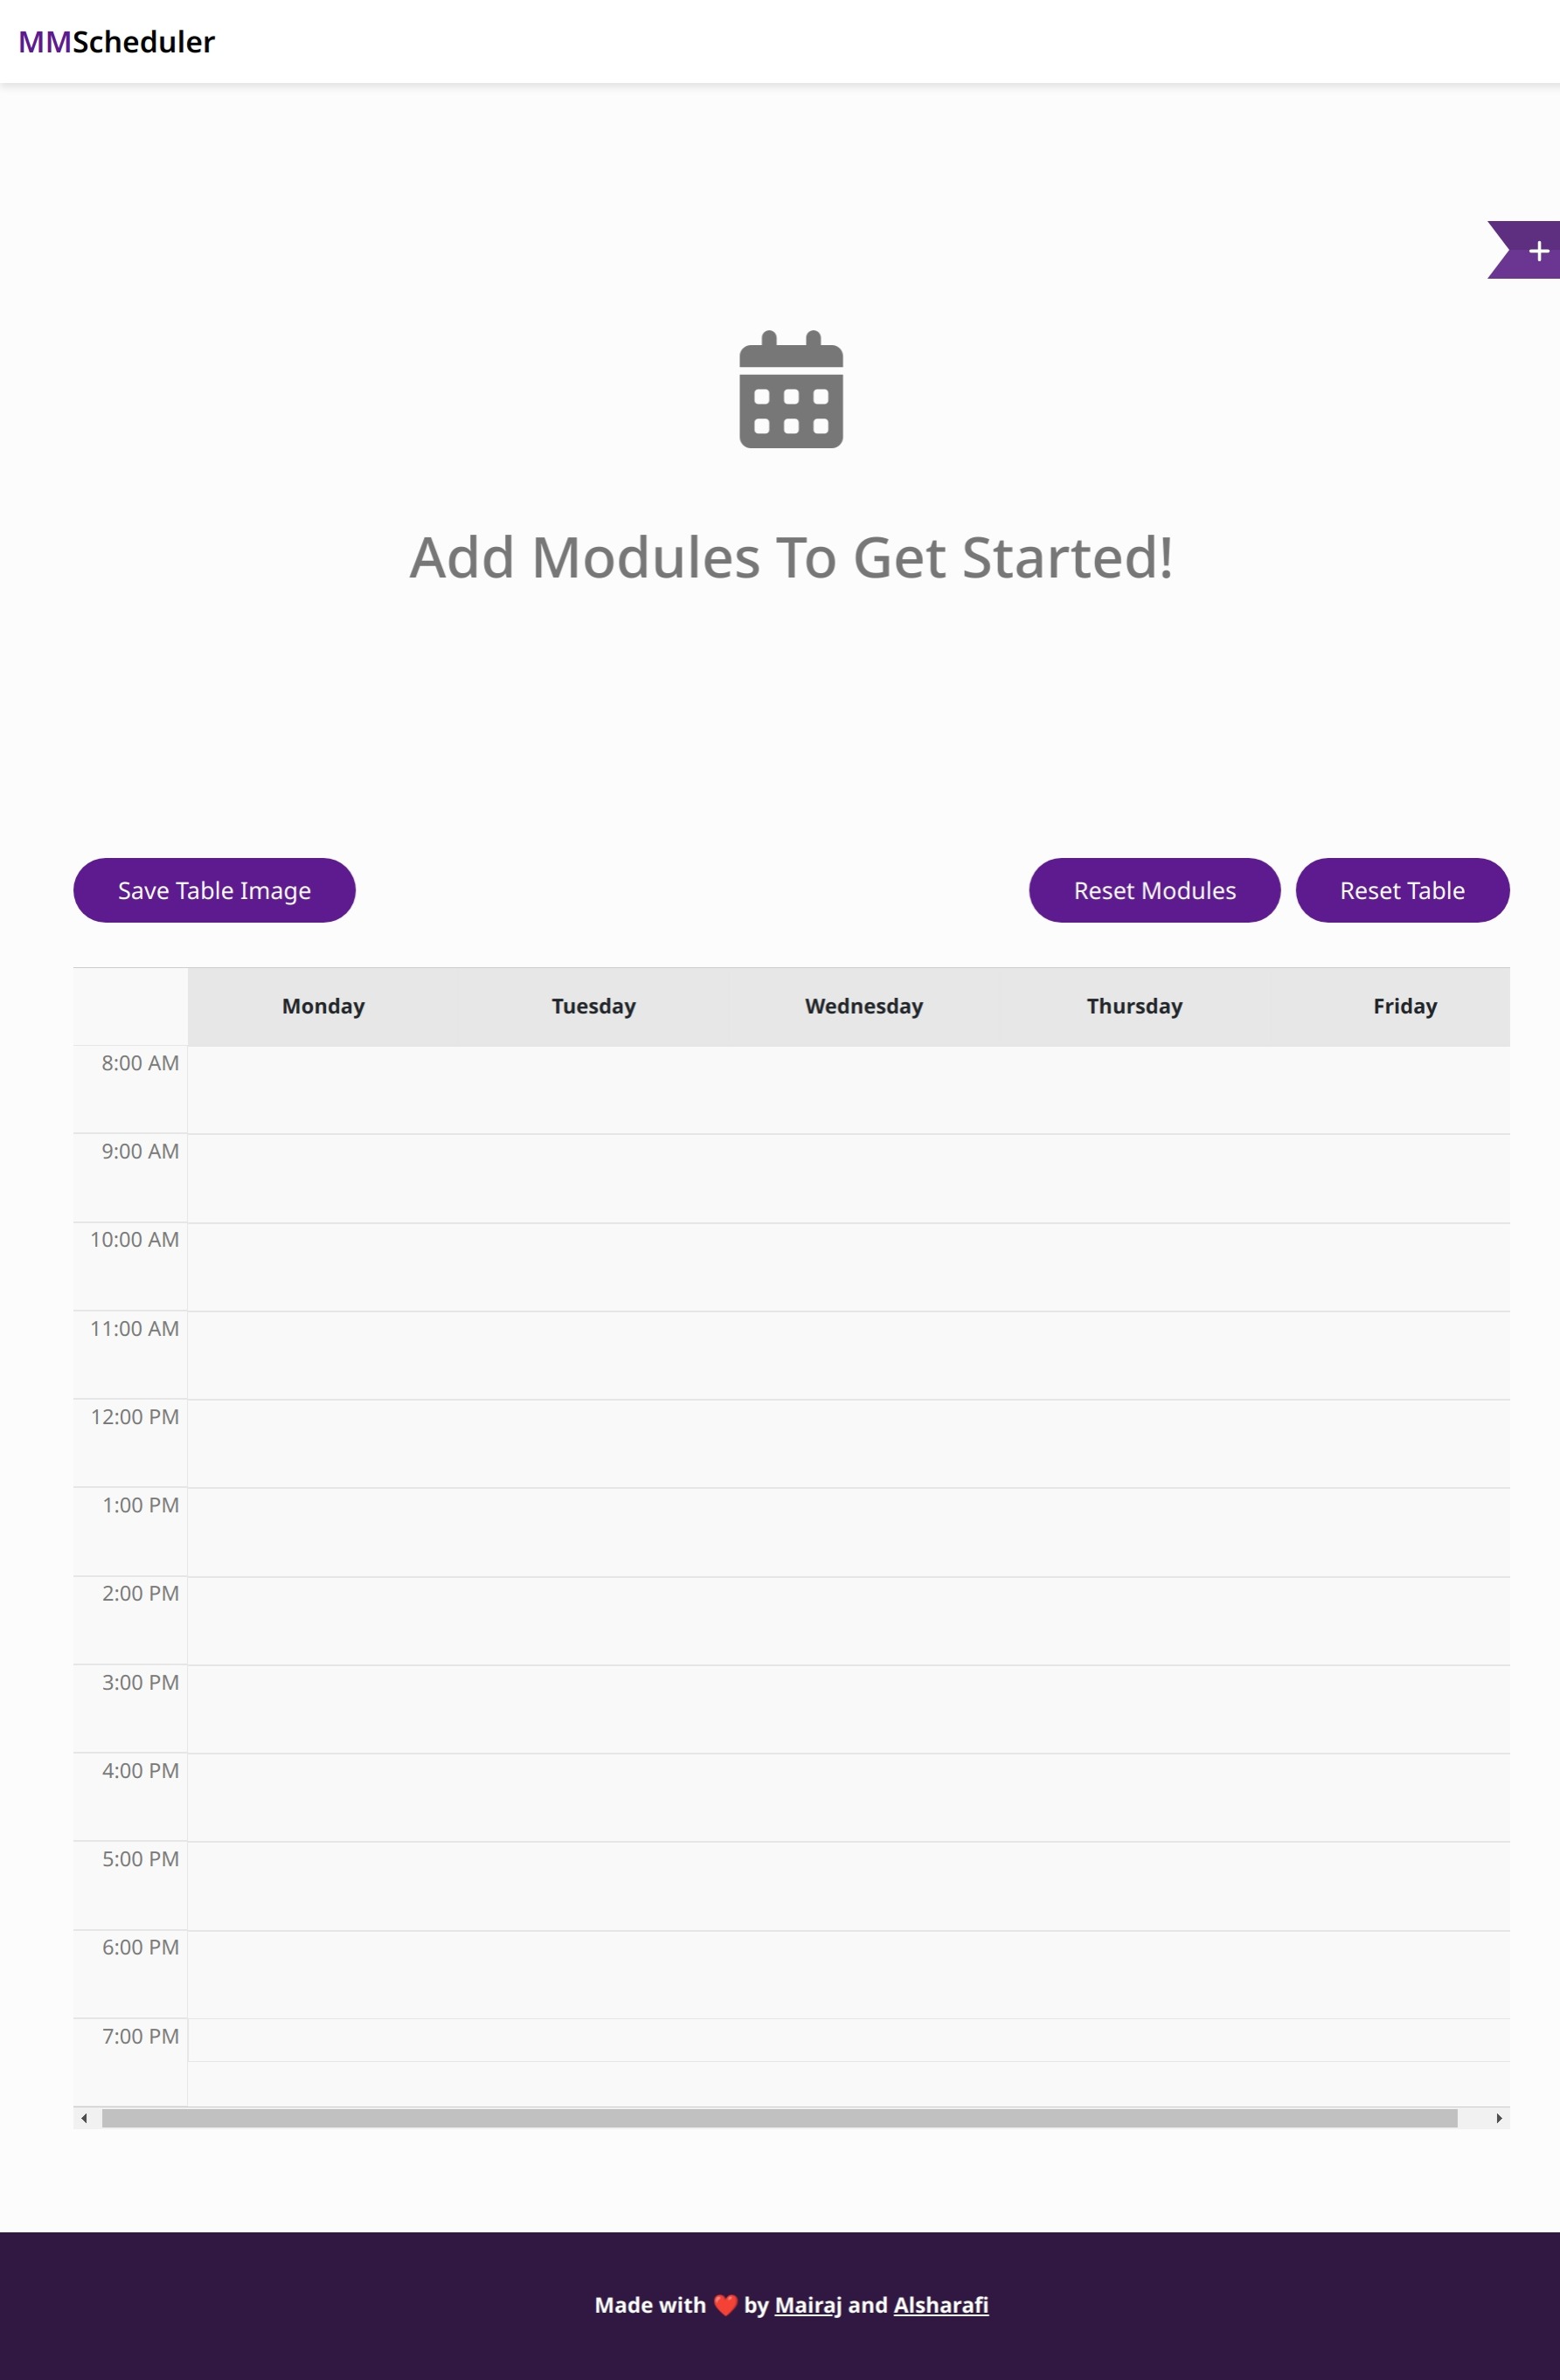 MMScheduler
+
Add Modules To Get Started!
Save Table Image Reset Modules Reset Table
Monday Tuesday Wednesday Thursday Friday
8:00 AM
9:00 AM
10:00 AM
11:00 AM
12:00 PM
1:00 PM
2:00 PM
3:00 PM
4:00 PM
5:00 PM
6:00 PM
7:00 PM
Made with ❤️ by Mairaj and Alsharafi